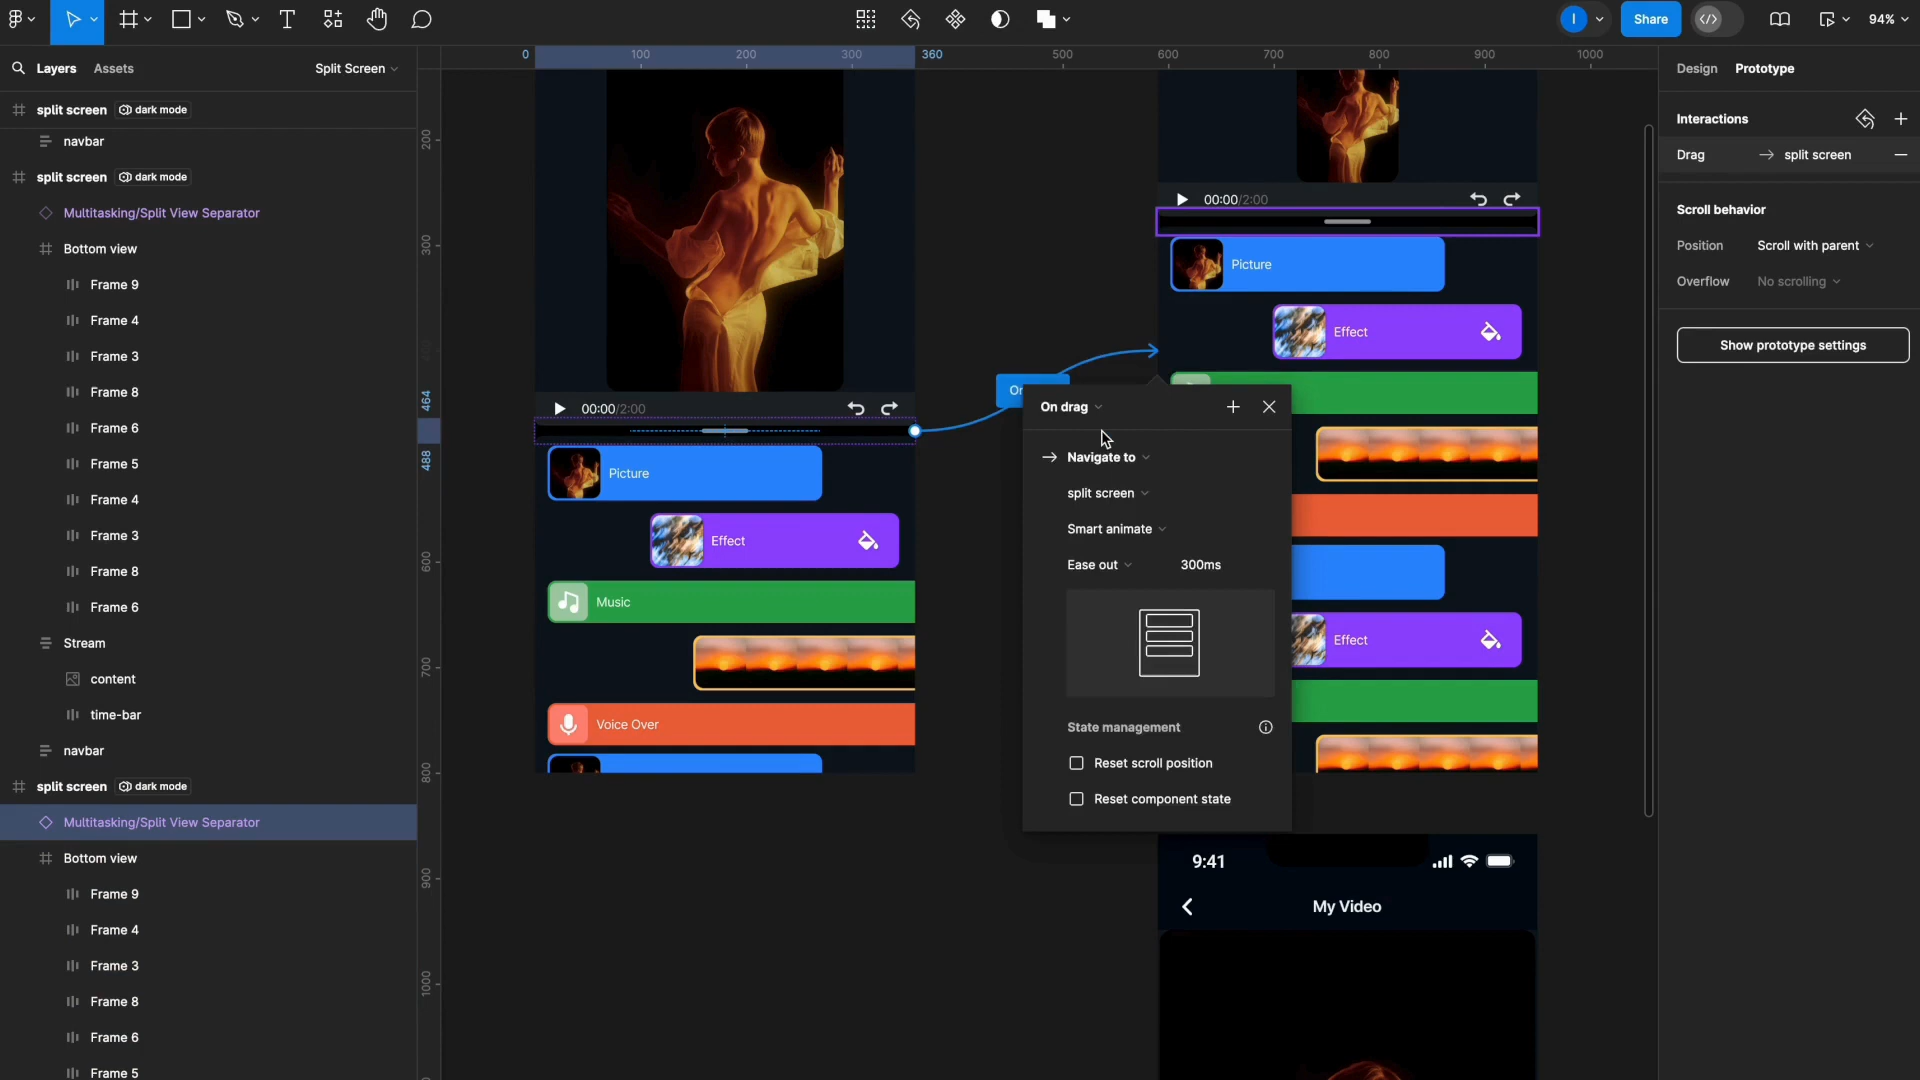 I
Share
94%
Layers
Assets
Split Screen
split screen
dark mode
navbar
split screen
dark mode
Multitasking/Split View Separator
Bottom view
Frame 9
Frame 4
Frame 3
Frame 8
Frame 6
Frame 5
Frame 4
Frame 3
Frame 8
Frame 6
Stream
content
time-bar
navbar
split screen
dark mode
Multitasking/Split View Separator
Bottom view
Frame 9
Frame 4
Frame 3
Frame 8
Frame 6
Frame 5
0
100
200
300
360
500
600
700
800
900
1000
200
300
464
488
600
700
800
900
1000
00:00/2:00
Picture
Effect
Music
Voice Over
On
00:00/2:00
Picture
Effect
Effect
On drag
Navigate to
split screen
Smart animate
Ease out
300ms
State management
Reset scroll position
Reset component state
9:41
My Video
Design
Prototype
Interactions
Drag
split screen
Scroll behavior
Position
Scroll with parent
Overflow
No scrolling
Show prototype settings